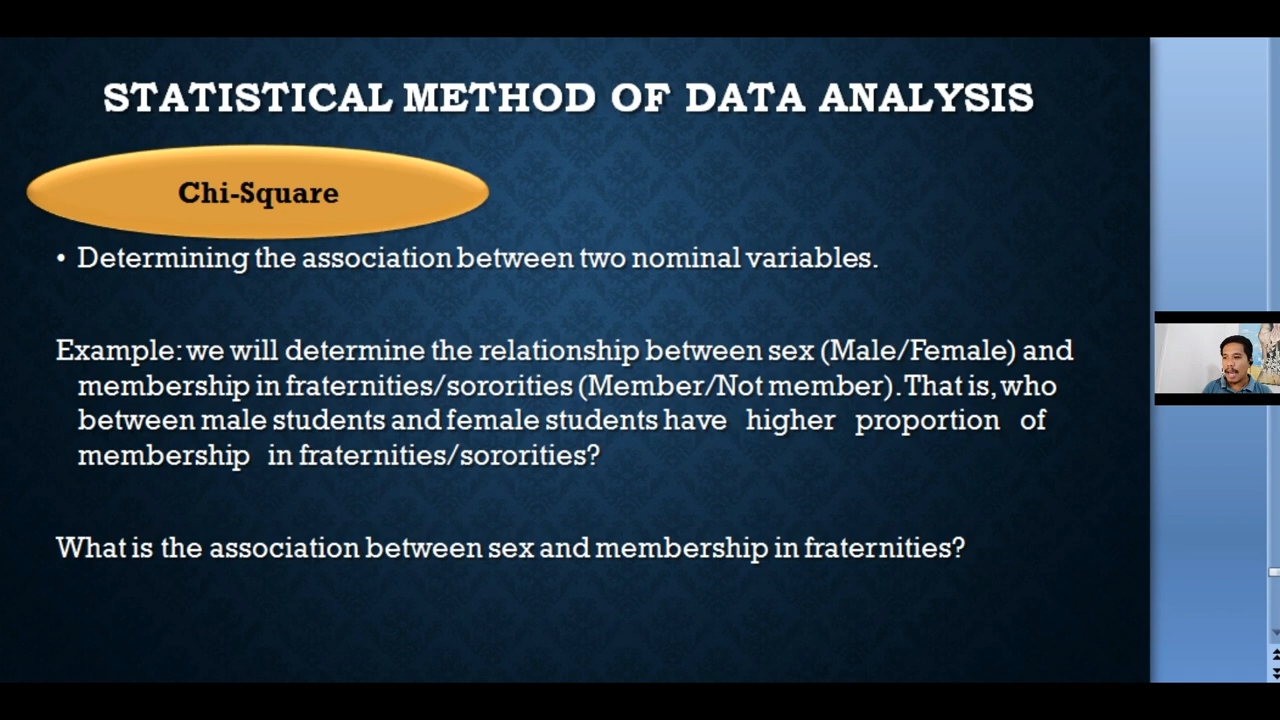 STATISTICAL METHOD OF DATA ANALYSIS
Chi-Square
• Determining the association between two nominal variables.
Example: we will determine the relationship between sex (Male/Female) and
membership in fraternities/sororities (Member/Not member). That is, who
between male students and female students have higher proportion of
membership in fraternities/sororities?
What is the association between sex and membership in fraternities?